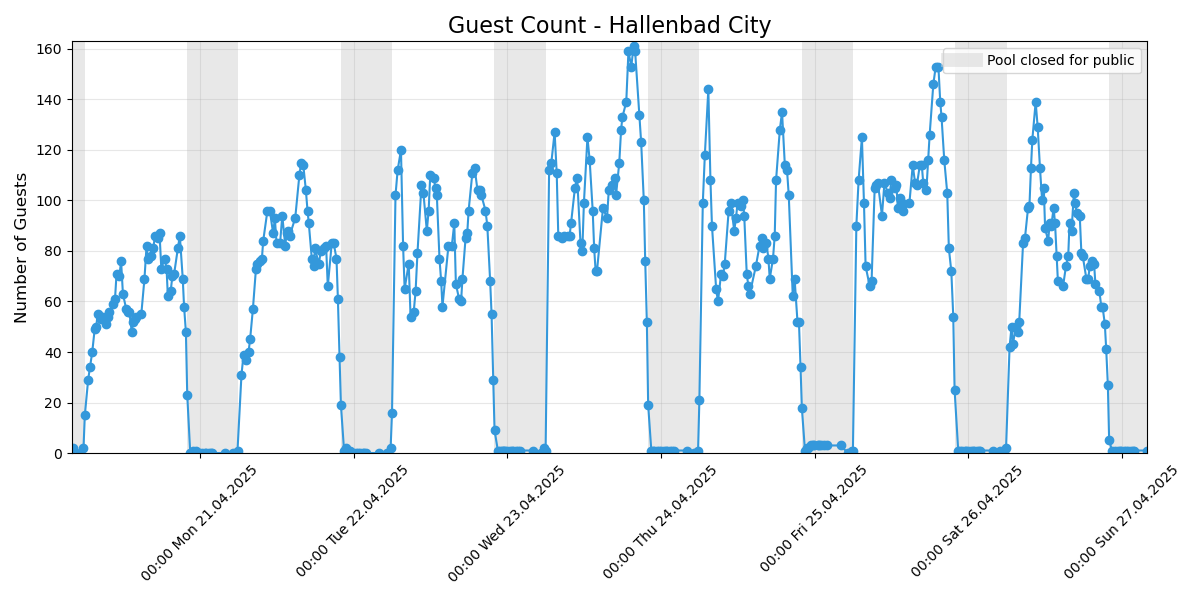 Guest Count - Hallenbad City
Pool closed for public
Number of Guests
160
140
120
100
80
60
40
20
0
00:00 Mon 21.04.2025
00:00 Tue 22.04.2025
00:00 Wed 23.04.2025
00:00 Thu 24.04.2025
00:00 Fri 25.04.2025
00:00 Sat 26.04.2025
00:00 Sun 27.04.2025